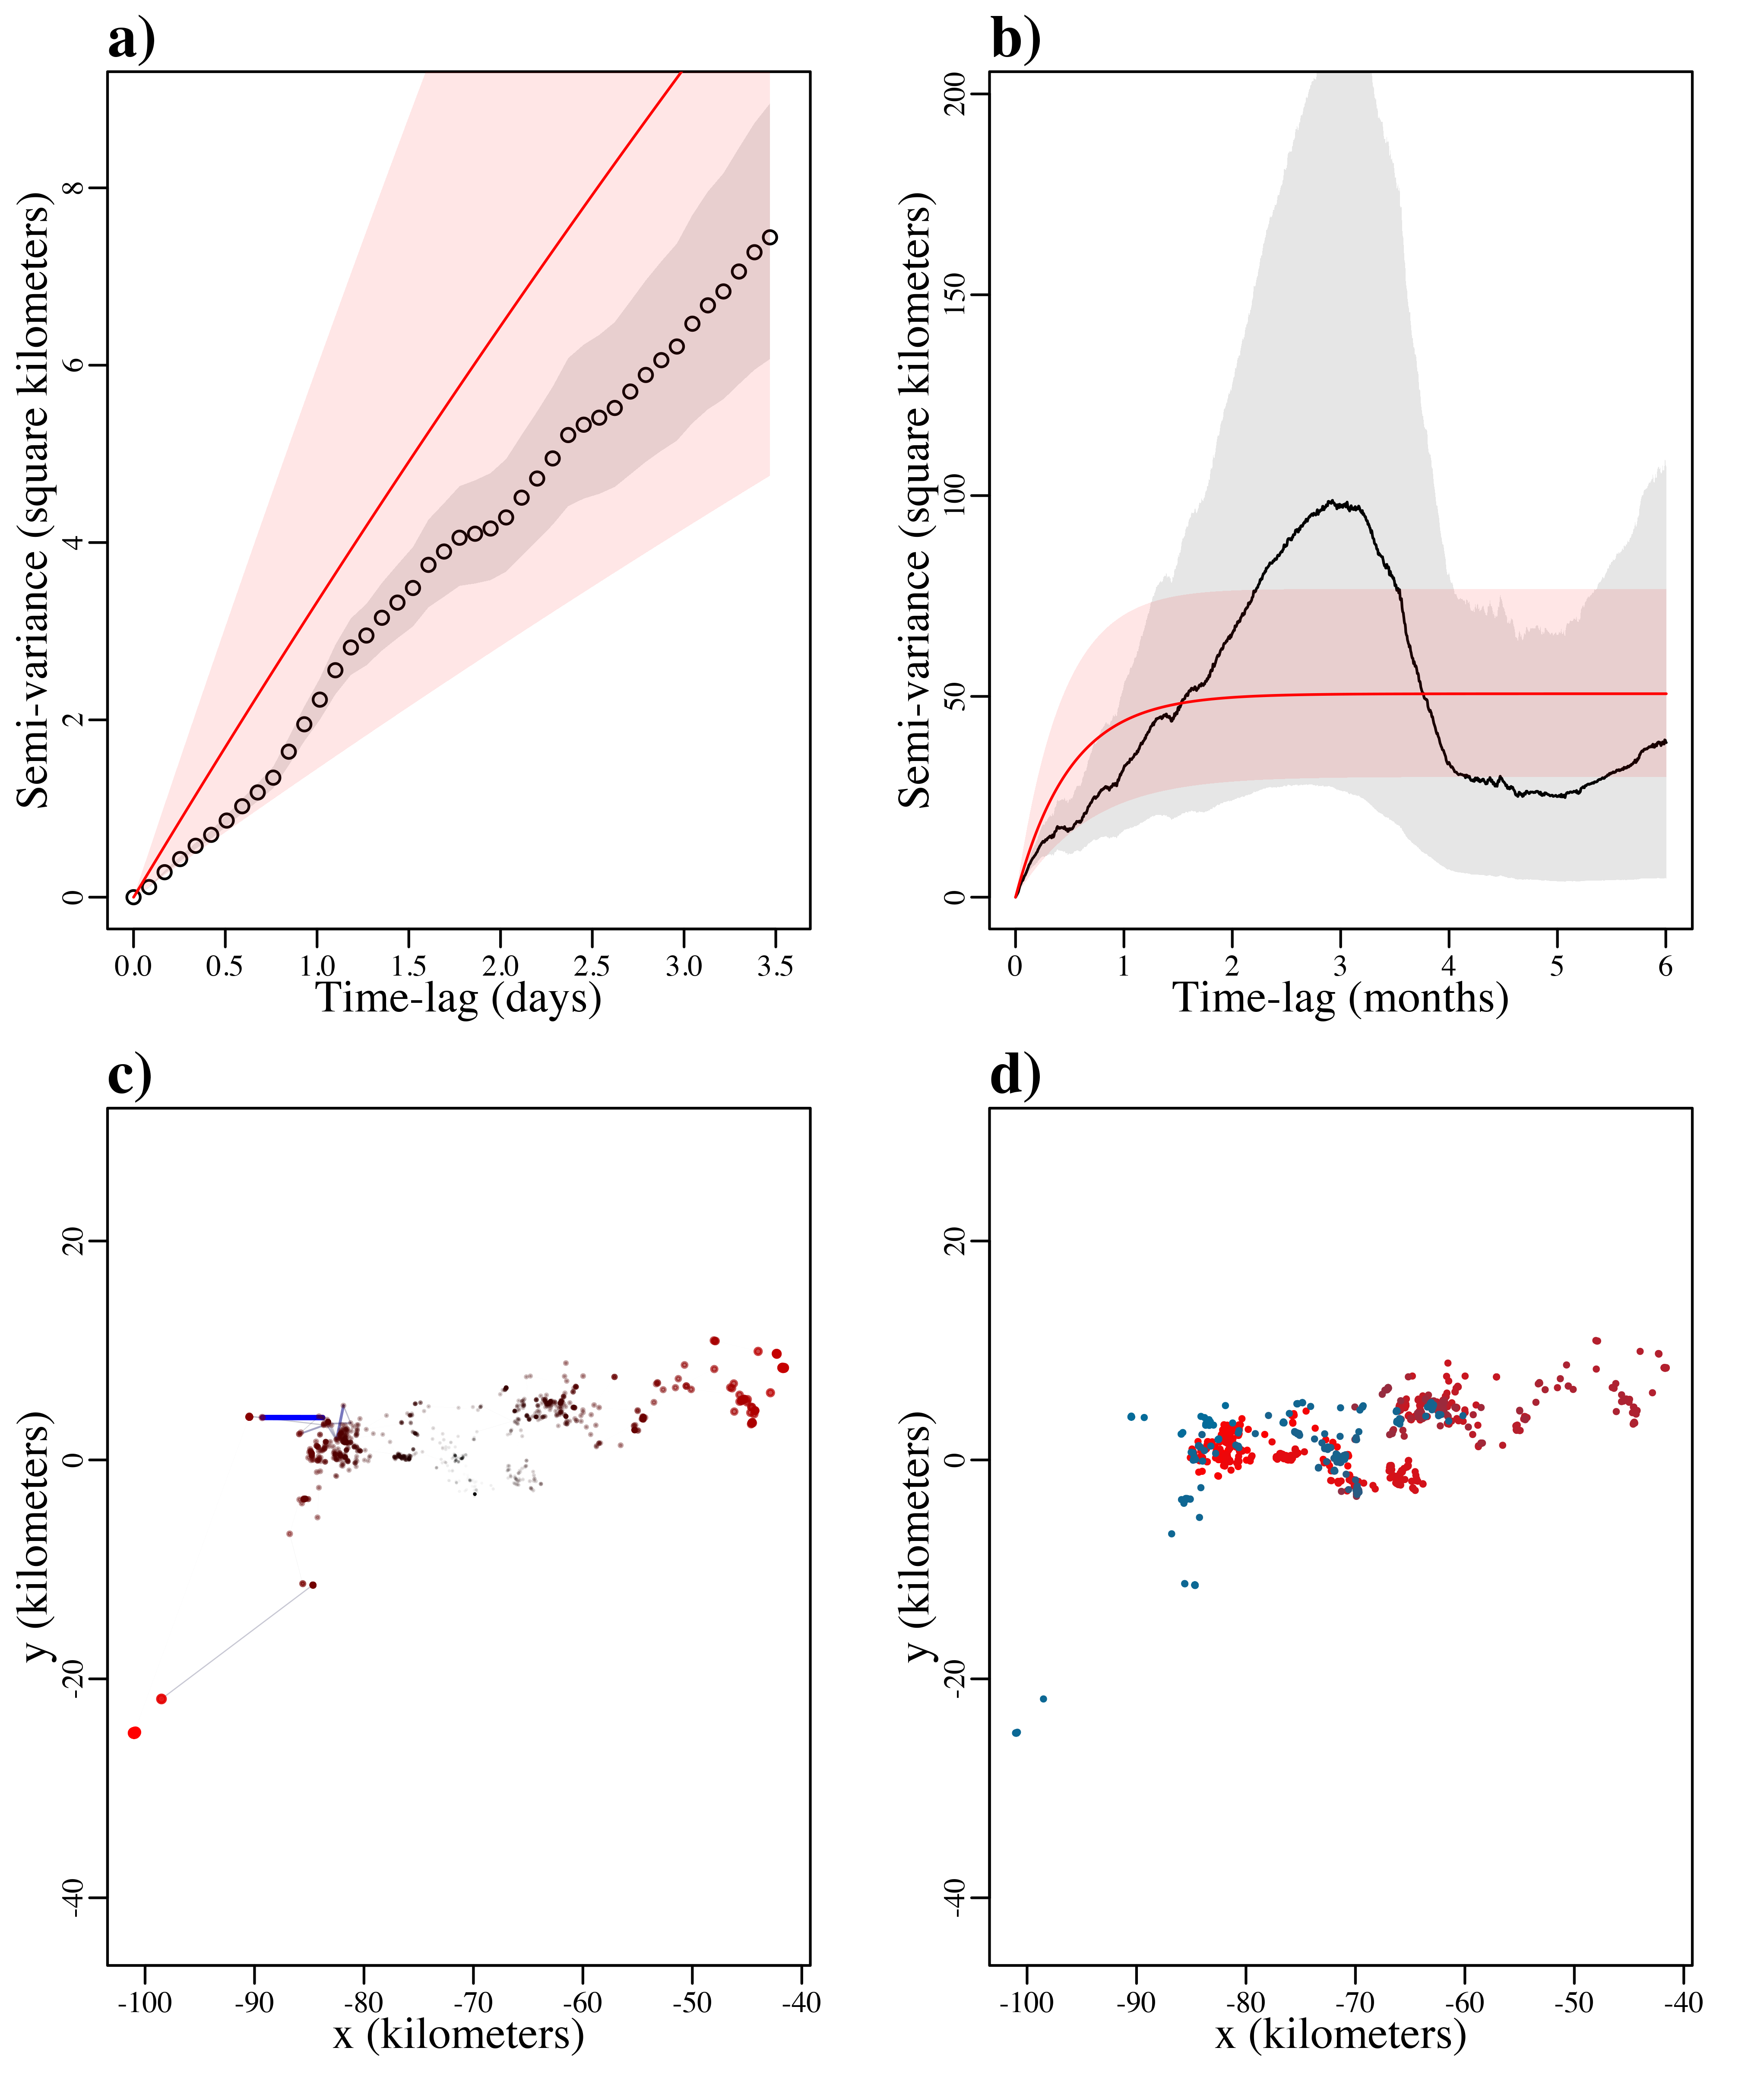 a)
Semi-variance (square kilometers)
0 2 4 6 8
0.0 0.5 1.0 1.5 2.0 2.5 3.0 3.5
Time-lag (days)
b)
Semi-variance (square kilometers)
0 50 100 150 200
0 1 2 3 4 5 6
Time-lag (months)
c)
y (kilometers)
-40 -20 0 20
-100 -90 -80 -70 -60 -50 -40
x (kilometers)
d)
y (kilometers)
-40 -20 0 20
-100 -90 -80 -70 -60 -50 -40
x (kilometers)